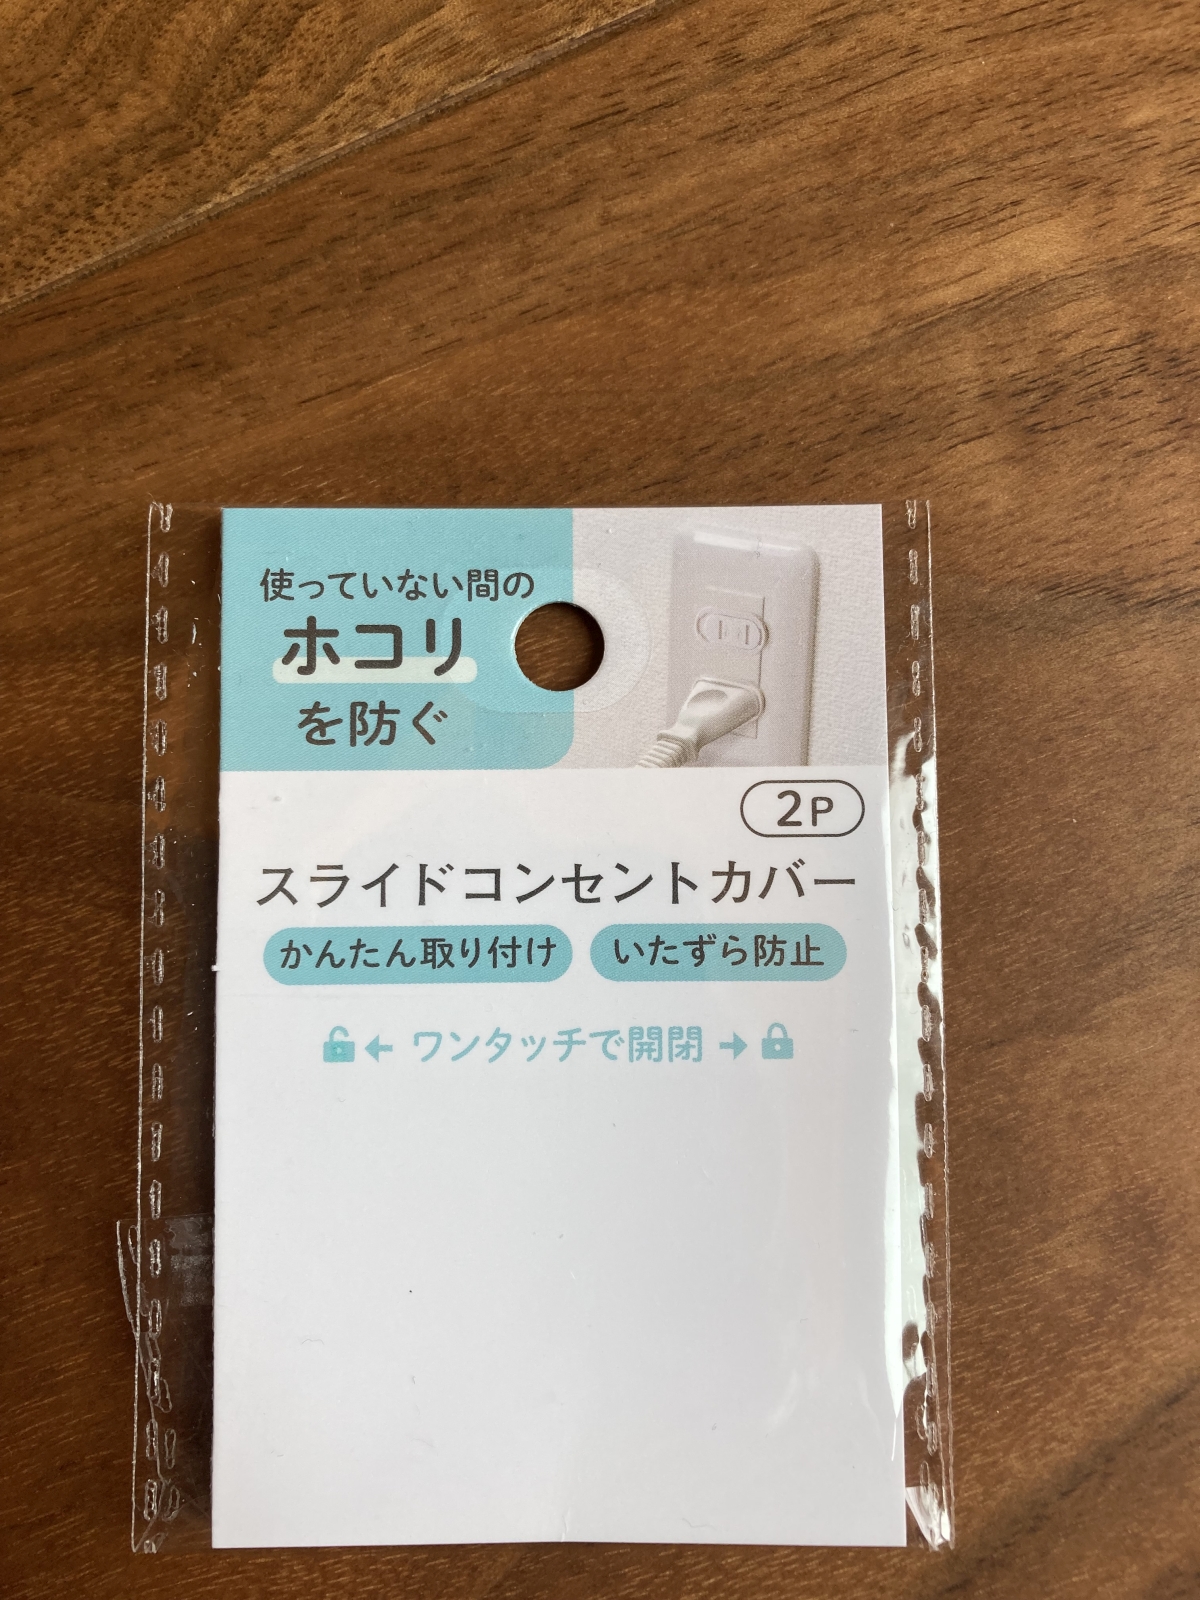 使っていない間の
ホコリ
を防ぐ
2P
スライドコンセントカバー
かんたん取り付け いたずら防止
← ワンタッチで開閉 →